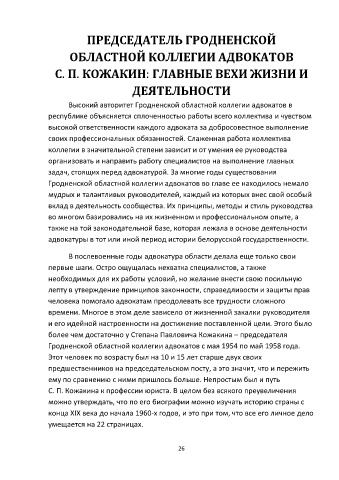 ПРЕДСЕДАТЕЛЬ ГРОДНЕНСКОЙ
ОБЛАСТНОЙ КОЛЛЕГИИ АДВОКАТОВ
С. П. КОЖАКИН: ГЛАВНЫЕ ВЕХИ ЖИЗНИ И
ДЕЯТЕЛЬНОСТИ
Высокий авторитет Гродненской областной коллегии адвокатов в
республике объясняется сплоченностью работы всего коллектива и чувством
высокой ответственности каждого адвоката за добросовестное выполнение
своих профессиональных обязанностей. Слаженная работа коллектива
коллегии в значительной степени зависит и от умения ее руководства
организовать и направить работу специалистов на выполнение главных
задач, стоящих перед адвокатурой. За многие годы существования
Гродненской областной коллегии адвокатов во главе ее находилось немало
мудрых и талантливых руководителей, каждый из которых внес свой особый
вклад в деятельность сообщества. Их принципы, методы и стиль руководства
во многом базировались на их жизненном и профессиональном опыте, а
также на той законодательной базе, которая лежала в основе деятельности
адвокатуры в тот или иной период истории белорусской государственности.
В послевоенные годы адвокатура области делала еще только свои
первые шаги. Остро ощущалась нехватка специалистов, а также
необходимых для их работы условий, но желание внести свою посильную
лепту в утверждение принципов законности, справедливости и защиты прав
человека помогало адвокатам преодолевать все трудности сложного
времени. Многое в этом деле зависело от жизненной закалки руководителя
и его идейной настроенности на достижение поставленной цели. Этого было
более чем достаточно у Степана Павловича Кожакина – председателя
Гродненской областной коллегии адвокатов с мая 1954 по май 1958 года.
Этот человек по возрасту был на 10 и 15 лет старше двух своих
предшественников на председательском посту, а это значит, что и пережить
ему по сравнению с ними пришлось больше. Непростым был и путь
С. П. Кожакина к профессии юриста. В целом без всякого преувеличения
можно утверждать, что по его биографии можно изучать историю страны с
конца XIX века до начала 1960-х годов, и это при том, что все его личное дело
умещается на 22 страницах.
26